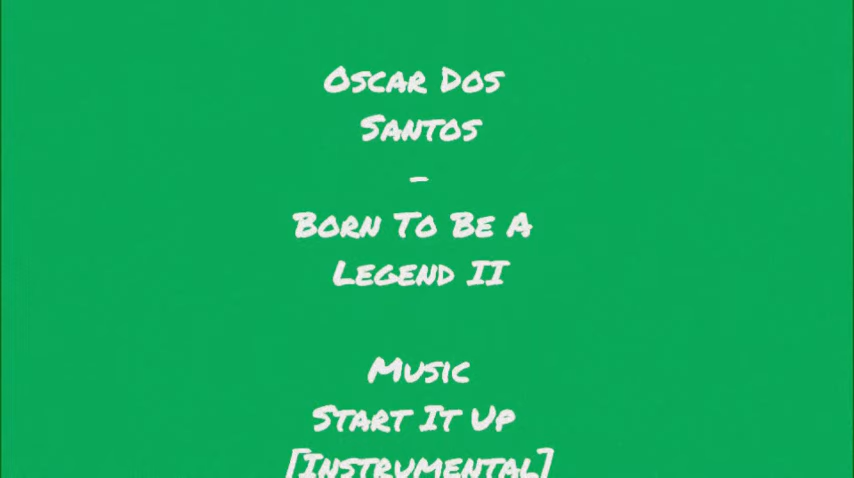 Oscar Dos
Santos
-
Born To Be A
Legend II
Music
Start It Up
[Instrumental]